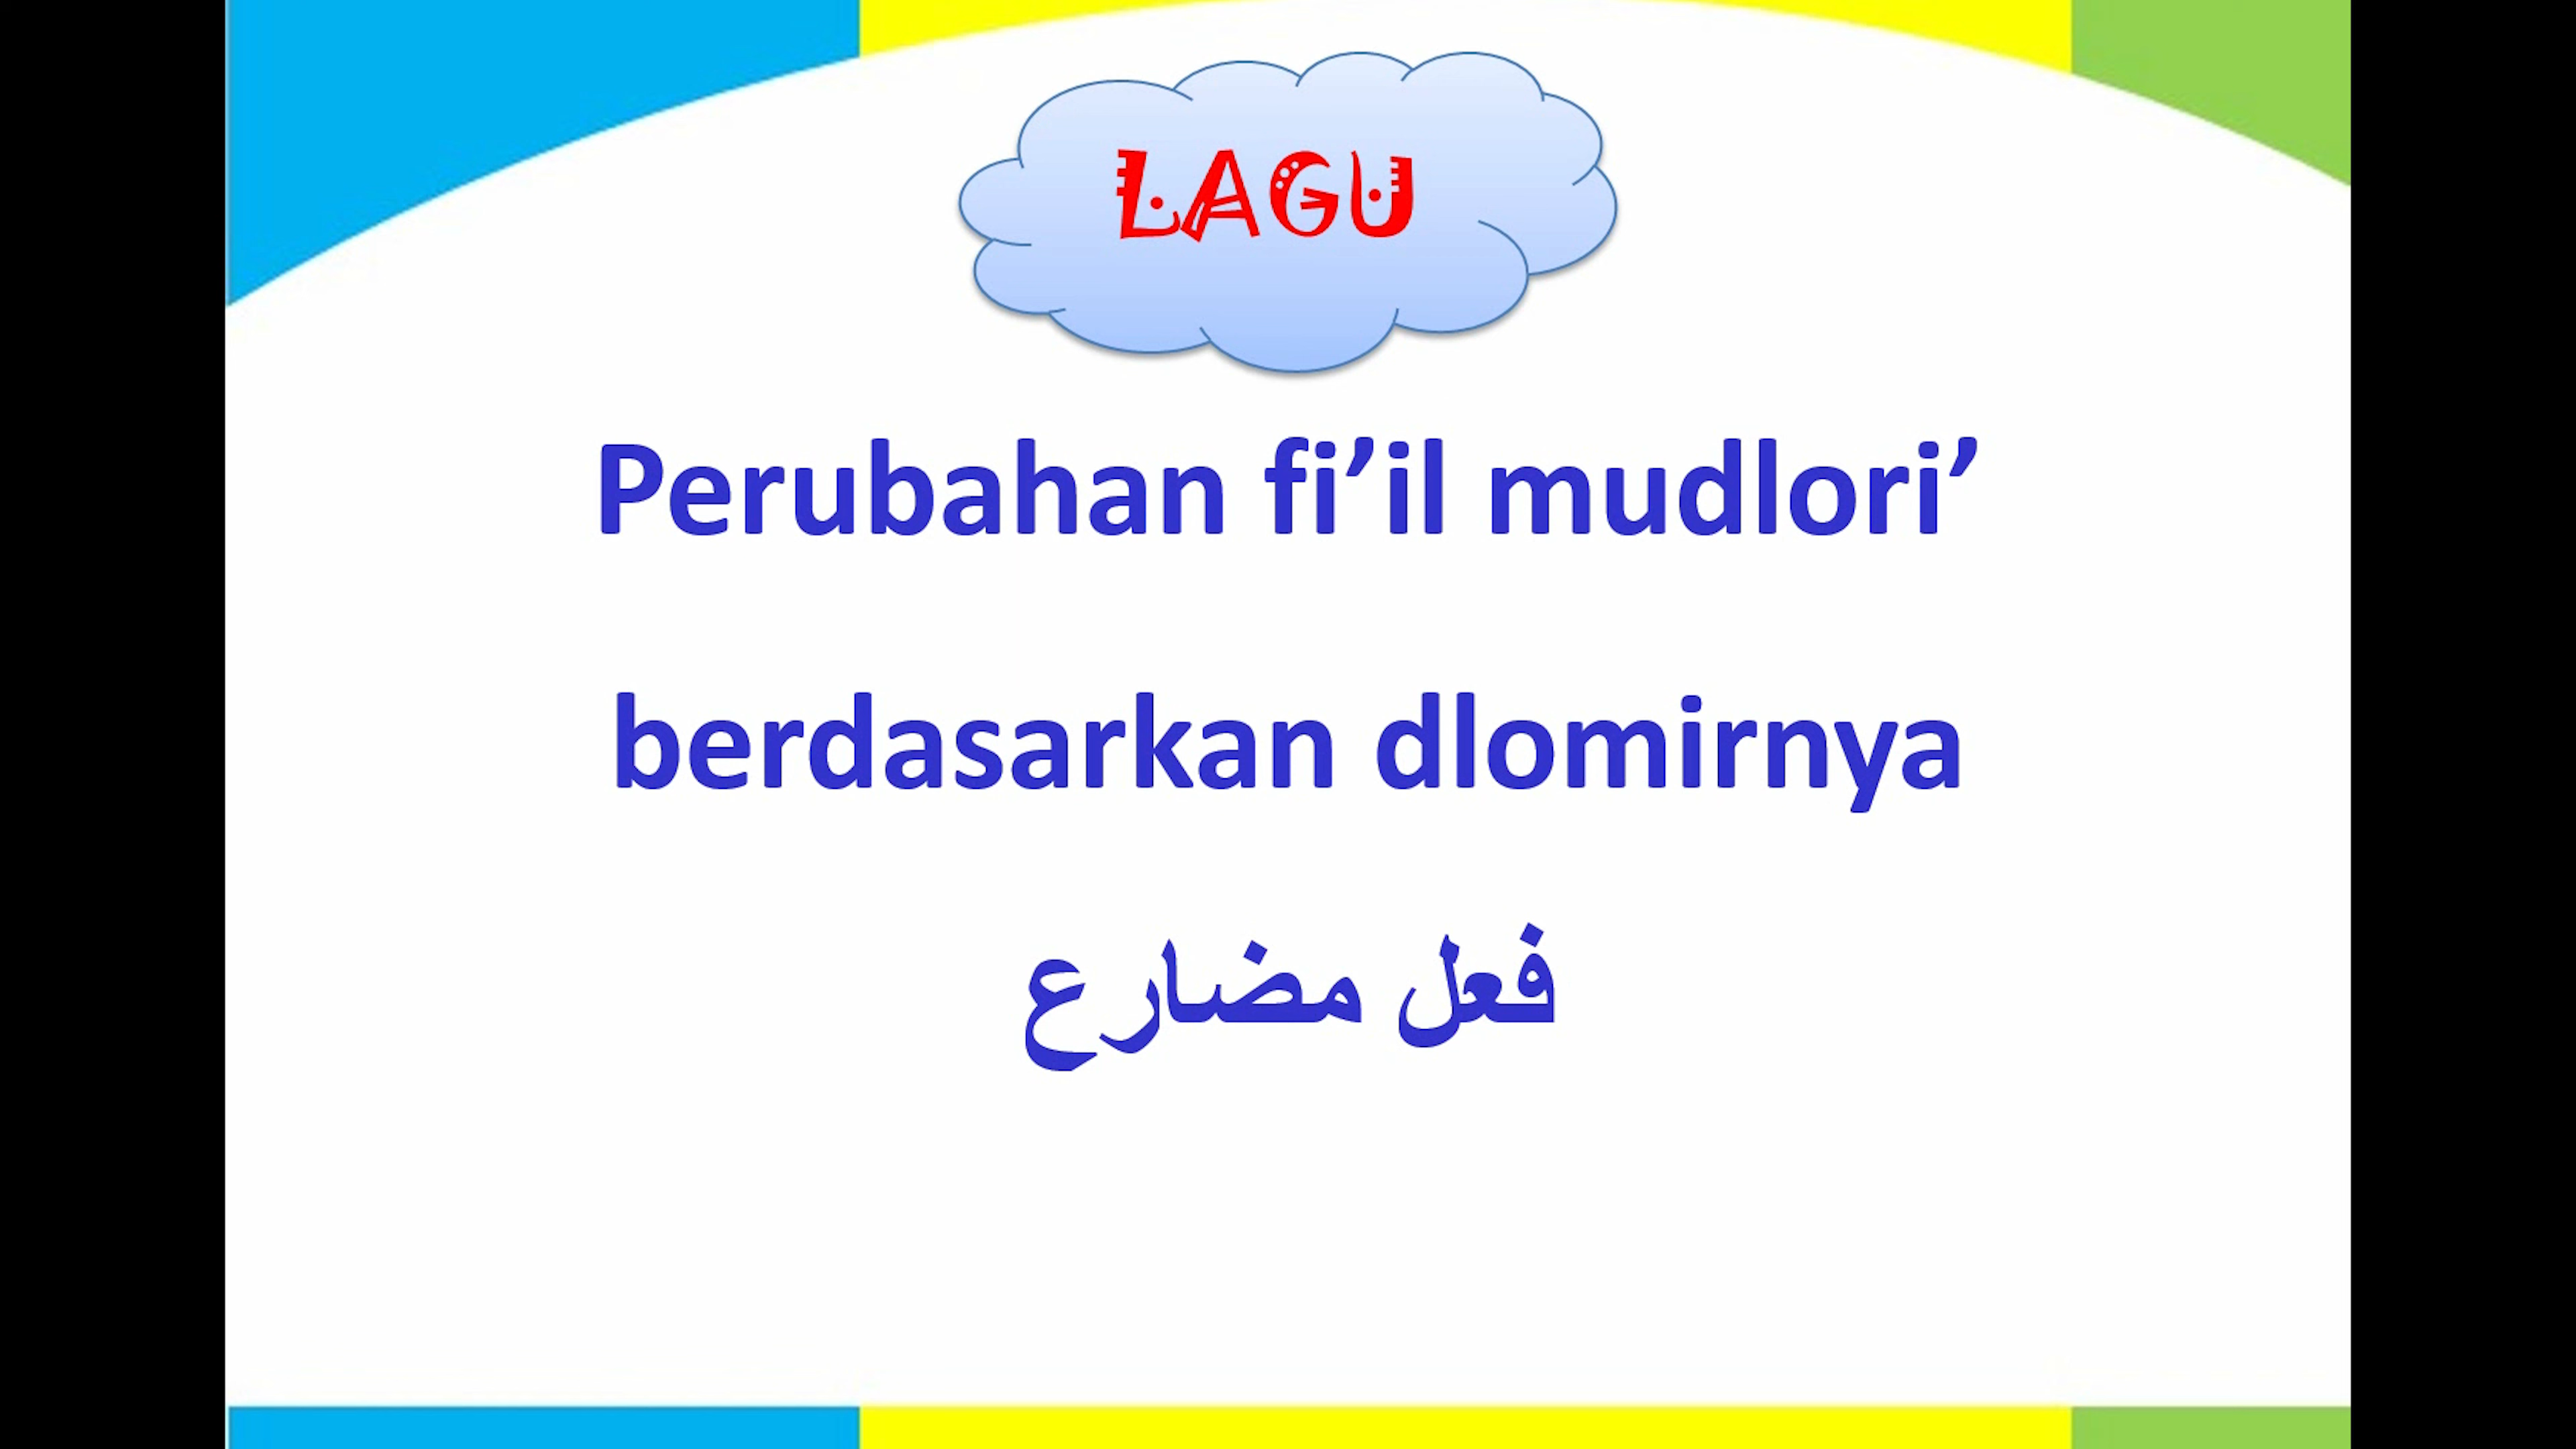 LAGU
Perubahan fi’il mudlori’
berdasarkan dlomirnya
فعل مضارع